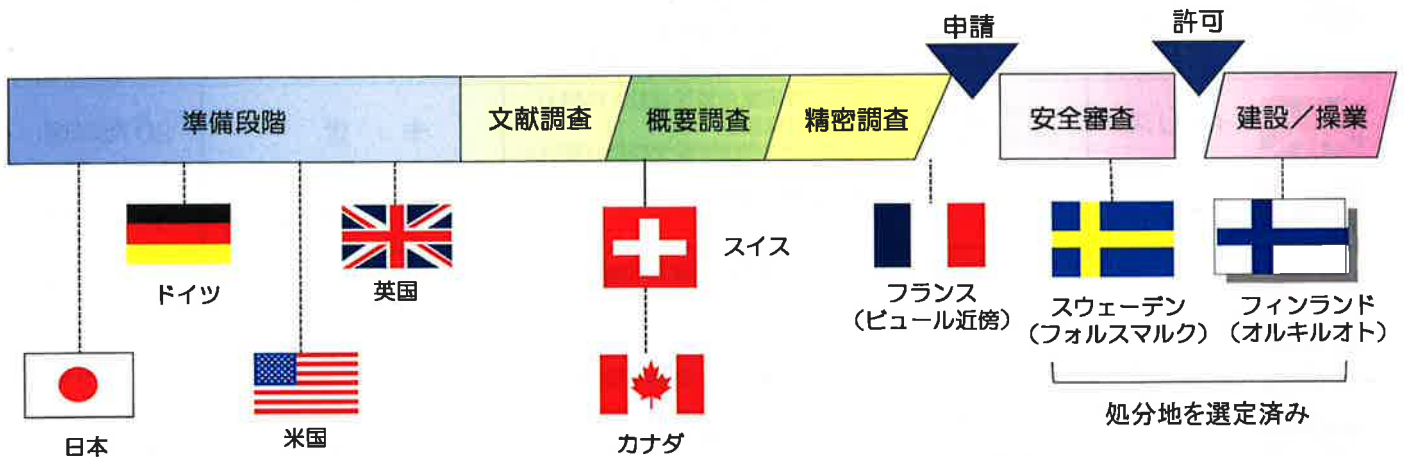 申請
許可
準備段階
文献調査
概要調査
精密調査
安全審査
建設／操業
ドイツ
英国
スイス
フランス
（ビュール近傍）
スウェーデン
（フォルスマルク）
フィンランド
（オルキルオト）
日本
米国
カナダ
処分地を選定済み